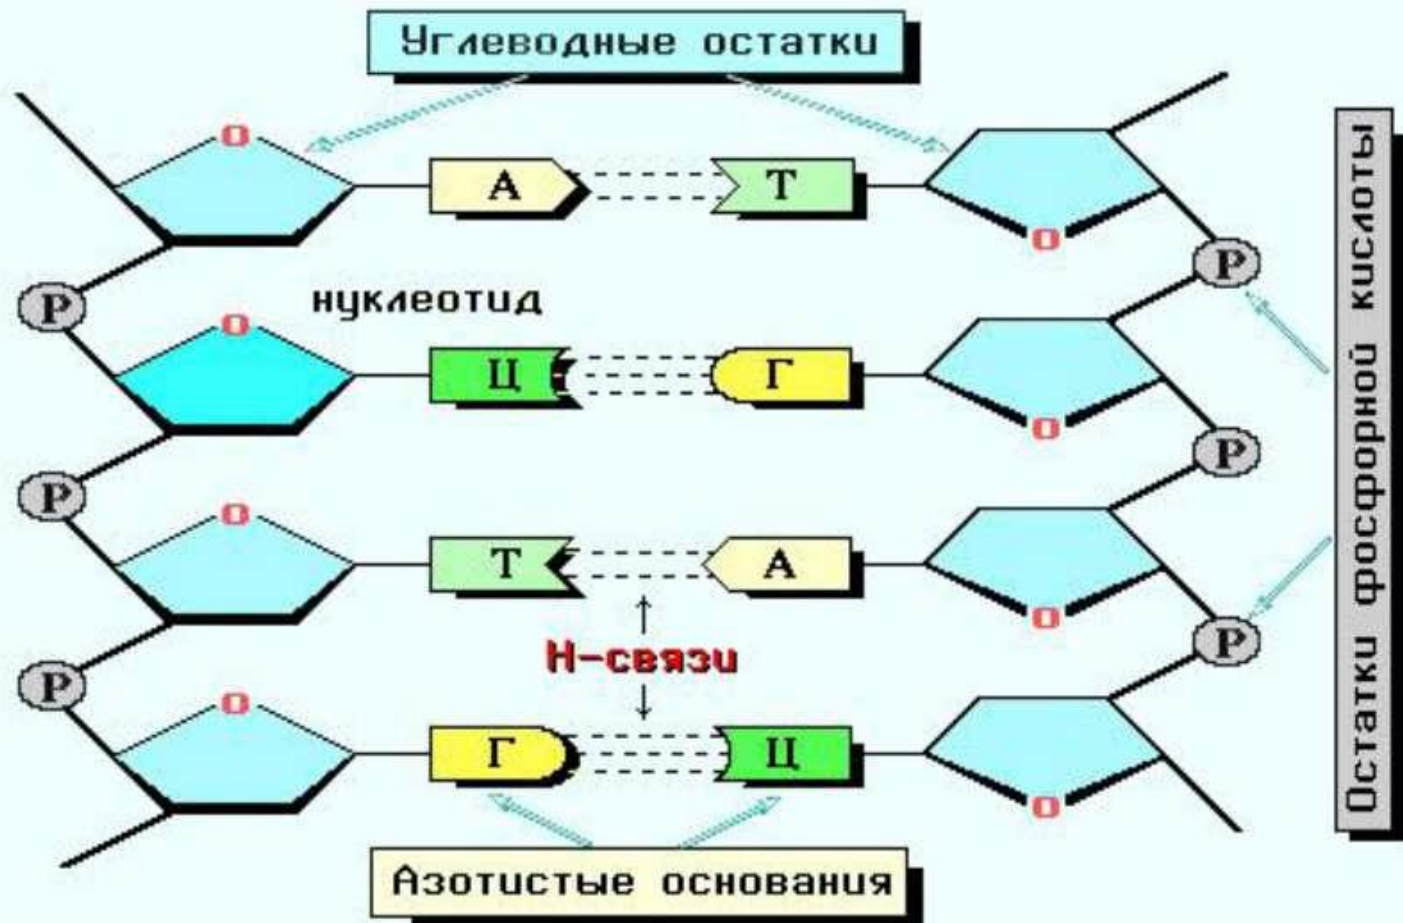 Углеводные остатки
О
А
Т
О
Р
Р
нуклеотид
О
Ц
Г
О
Р
Р
О
Т
А
О
Н-связи
Р
Р
О
Г
Ц
О
Азотистые основания
Остатки фосфорной кислоты